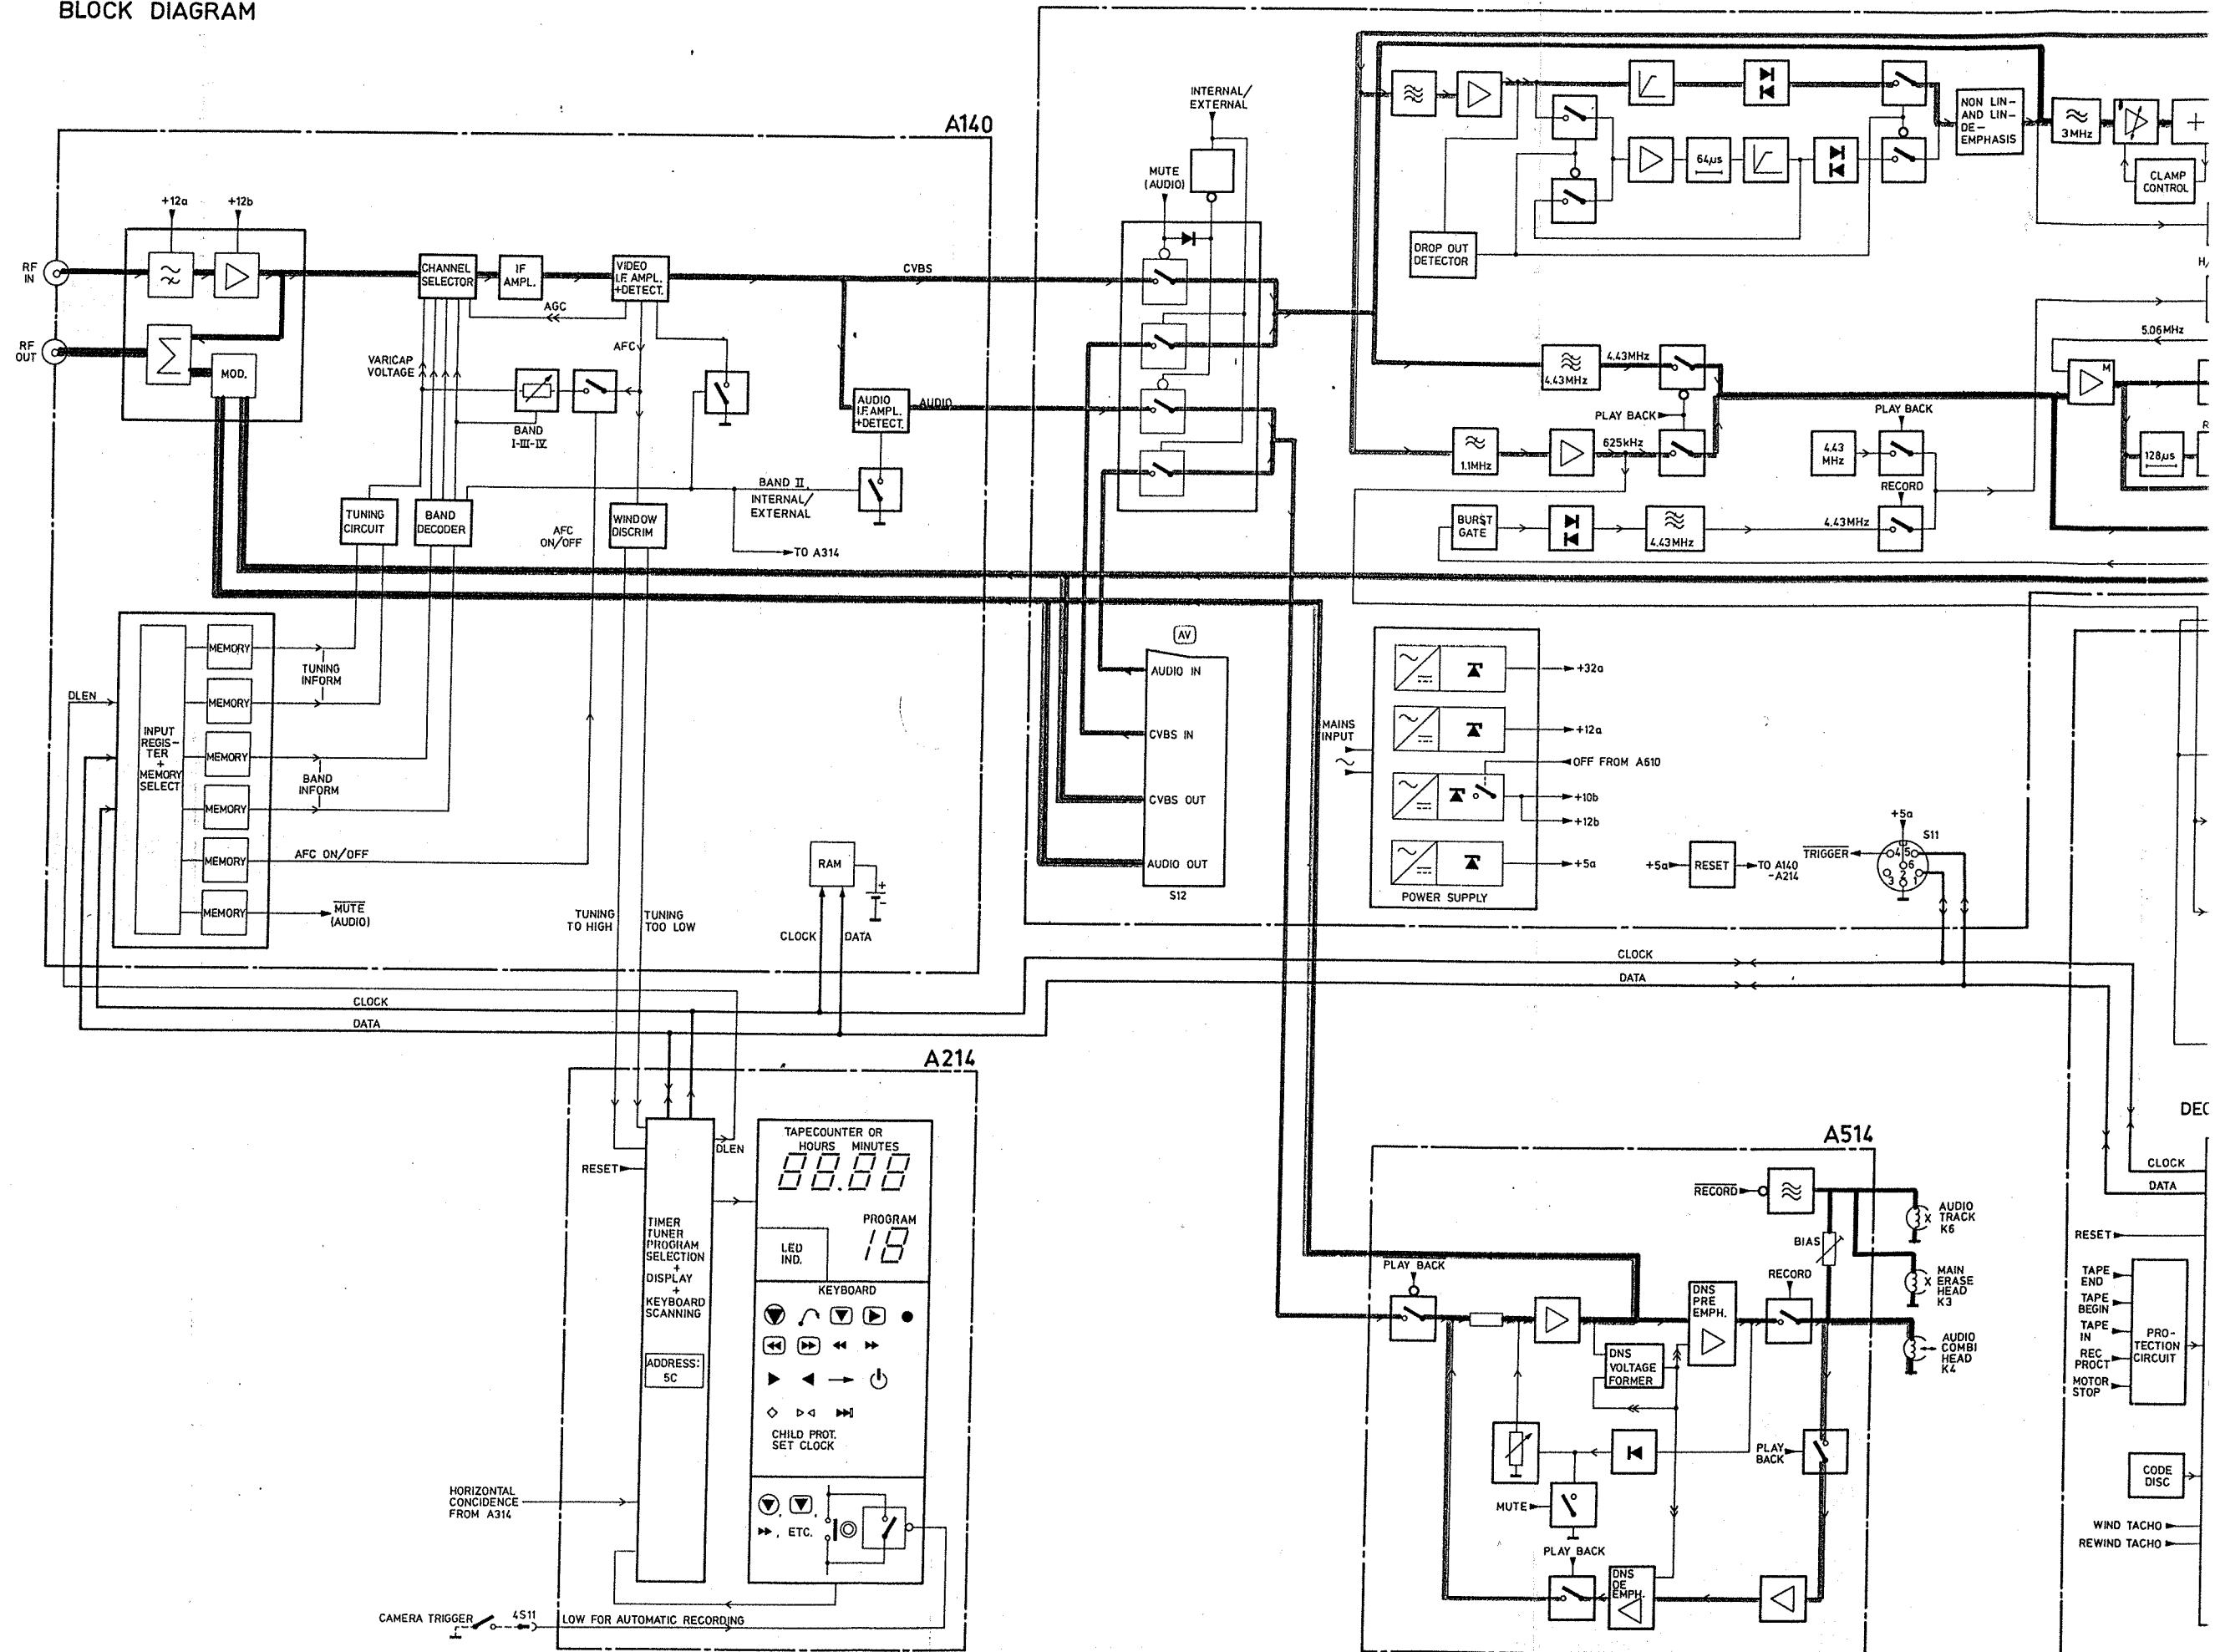 BLOCK DIAGRAM
A140
+12a
+12b
RF
IN
RF
OUT
MOD.
CHANNEL
SELECTOR
IF
AMPL.
VIDEO
I.F. AMPL.
+DETECT.
AGC
AFC
CVBS
VARICAP
VOLTAGE
BAND
I-III-IV
AUDIO
I.F. AMPL.
+DETECT.
AUDIO
BAND II
INTERNAL/
EXTERNAL
TO A314
TUNING
CIRCUIT
BAND
DECODER
AFC
ON/OFF
WINDOW
DISCRIM
DLEN
INPUT
REGIS-
TER
+
MEMORY
SELECT
MEMORY
MEMORY
MEMORY
MEMORY
MEMORY
MEMORY
TUNING
INFORM
BAND
INFORM
AFC ON/OFF
MUTE
(AUDIO)
TUNING
TO HIGH
TUNING
TOO LOW
RAM
+
-
CLOCK
DATA
CLOCK
DATA
INTERNAL/
EXTERNAL
MUTE
(AUDIO)
AV
AUDIO IN
CVBS IN
CVBS OUT
AUDIO OUT
S12
NON LIN-
AND LIN-
DE-
EMPHASIS
3MHz
+
CLAMP
CONTROL
64µs
DROP OUT
DETECTOR
H/
5.06MHz
4.43MHz
4.43MHz
M
PLAY BACK
PLAY BACK
625kHz
1.1MHz
4.43
MHz
128µs
R
RECORD
BURST
GATE
4.43MHz
4.43MHz
MAINS
INPUT
+32a
+12a
OFF FROM A610
+10b
+12b
+5a
POWER SUPPLY
+5a
RESET
TO A140
-A214
TRIGGER
+5a
S11
4 5
6
3 2 1
CLOCK
DATA
A214
RESET
DLEN
TIMER
TUNER
PROGRAM
SELECTION
+
DISPLAY
+
KEYBOARD
SCANNING
ADDRESS:
5C
TAPECOUNTER OR
HOURS MINUTES
88.88
PROGRAM
18
LED
IND.
KEYBOARD
CHILD PROT.
SET CLOCK
, ETC.
HORIZONTAL
CONCIDENCE
FROM A314
CAMERA TRIGGER
4S11
LOW FOR AUTOMATIC RECORDING
A514
RECORD
AUDIO
TRACK
K6
BIAS
MAIN
ERASE
HEAD
K3
PLAY BACK
RECORD
DNS
PRE
EMPH.
AUDIO
COMBI
HEAD
K4
DNS
VOLTAGE
FORMER
PLAY
BACK
MUTE
PLAY BACK
DNS
DE
EMPH.
DEC
CLOCK
DATA
RESET
TAPE
END
TAPE
BEGIN
TAPE
IN
REC
PROCT
MOTOR
STOP
PRO-
TECTION
CIRCUIT
CODE
DISC
WIND TACHO
REWIND TACHO